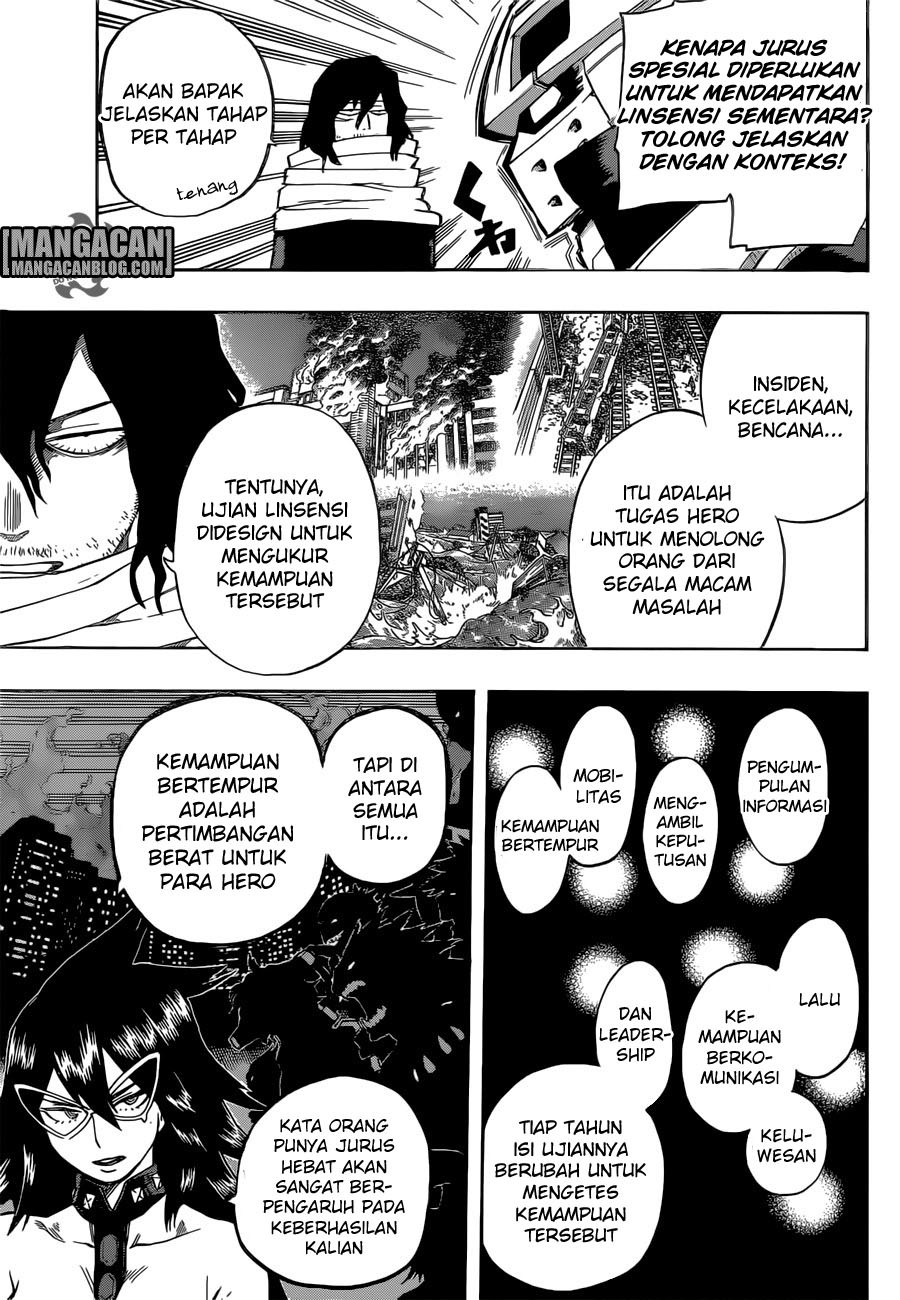 KENAPA JURUS
SPESIAL DIPERLUKAN
UNTUK MENDAPATKAN
LINSENSI SEMENTARA?
TOLONG JELASKAN
DENGAN KONTEKS!
くわっ
AKAN BAPAK
JELASKAN TAHAP
PER TAHAP
tenang
MANGACAN
MANGACANBLOG.COM
INSIDEN,
KECELAKAAN,
BENCANA...
ITU ADALAH
TUGAS HERO
UNTUK MENOLONG
ORANG DARI
SEGALA MACAM
MASALAH
TENTUNYA,
UJIAN LINSENSI
DIDESIGN UNTUK
MENGUKUR
KEMAMPUAN
TERSEBUT
PENGUM-
PULAN
INFORMASI
MENG-
AMBIL
KEPU-
TUSAN
MOBI-
LITAS
KEMAMPUAN
BERTEMPUR
LALU
KE-
MAMPUAN
BERKO-
MUNIKASI
KELU-
WESAN
DAN
LEADER-
SHIP
TIAP TAHUN
ISI UJIANNYA
BERUBAH UNTUK
MENGETES
KEMAMPUAN
TERSEBUT
TAPI DI
ANTARA
SEMUA
ITU...
KEMAMPUAN
BERTEMPUR
ADALAH
PERTIMBANGAN
BERAT UNTUK
PARA HERO
KATA ORANG
PUNYA JURUS
HEBAT AKAN
SANGAT BER-
PENGARUH PADA
KEBERHASILAN
KALIAN